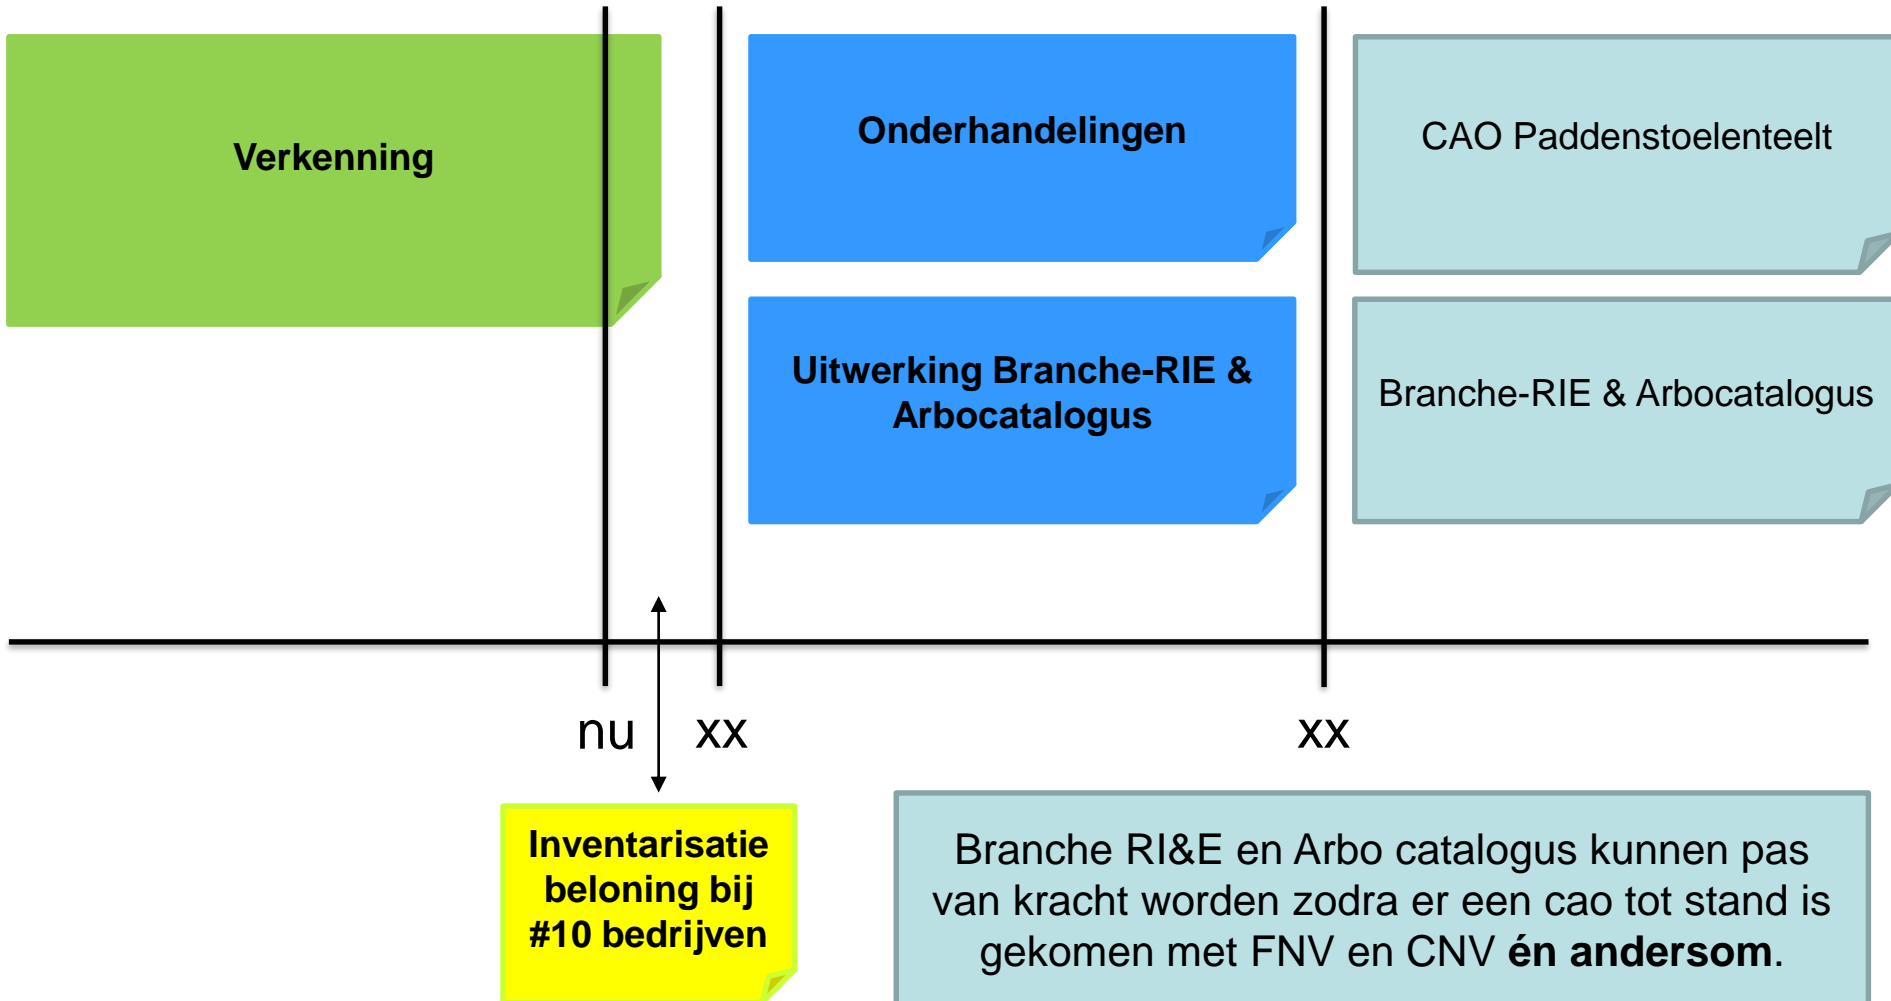 Verkenning
Onderhandelingen
CAO Paddenstoelenteelt
Uitwerking Branche-RIE &
Arbocatalogus
Branche-RIE & Arbocatalogus
nu
xx
xx
Inventarisatie
beloning bij
#10 bedrijven
Branche RI&E en Arbo catalogus kunnen pas
van kracht worden zodra er een cao tot stand is
gekomen met FNV en CNV én andersom.